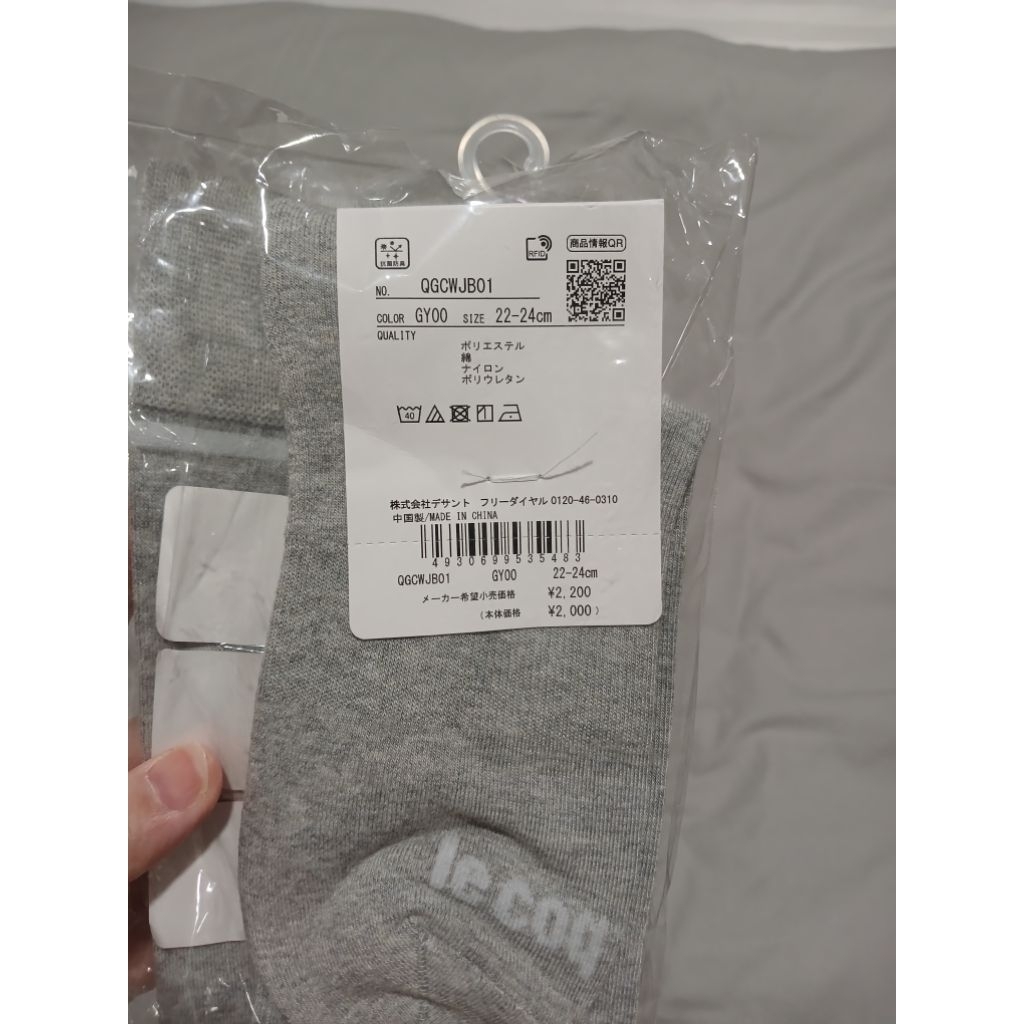 抗菌防臭
RFID
商品情報QR
NO. QGCWJB01
COLOR GY00 SIZE 22-24cm
QUALITY
ポリエステル
綿
ナイロン
ポリウレタン
40
株式会社デサント フリーダイヤル 0120-46-0310
中国製/MADE IN CHINA
4930699535483
QGCWJB01 GY00 22-24cm
メーカー希望小売価格 ¥2,200
(本体価格 ¥2,000)
le coq